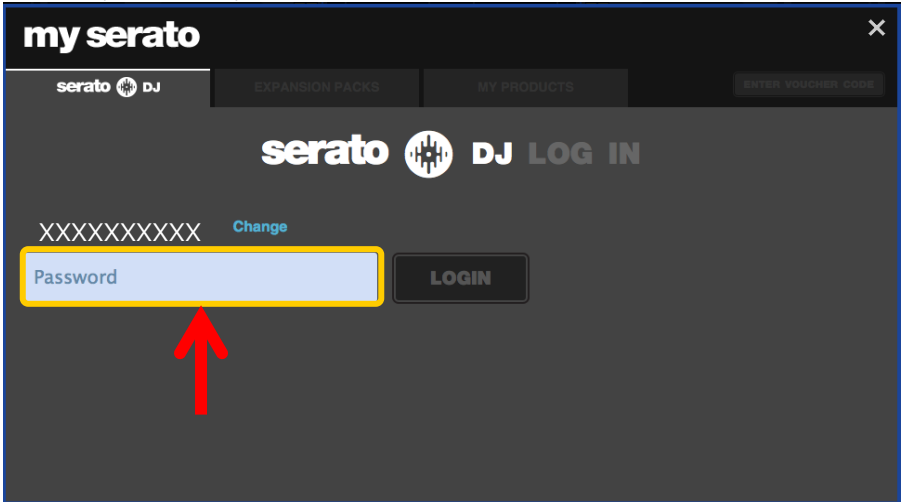 my serato
serato DJ EXPANSION PACKS MY PRODUCTS ENTER VOUCHER CODE
serato DJ LOG IN
XXXXXXXXXX Change
Password LOGIN